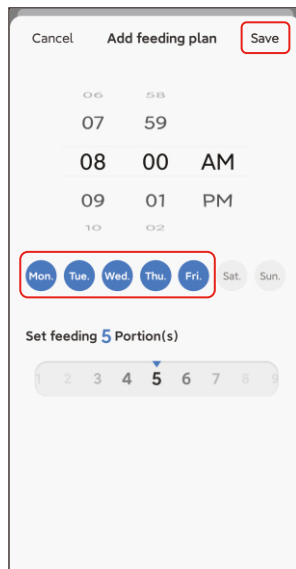 Cancel Add feeding plan Save
06 58
07 59
08 00 AM
09 01 PM
10 02
Mon. Tue. Wed. Thu. Fri. Sat. Sun.
Set feeding 5 Portion(s)
1 2 3 4 5 6 7 8 9